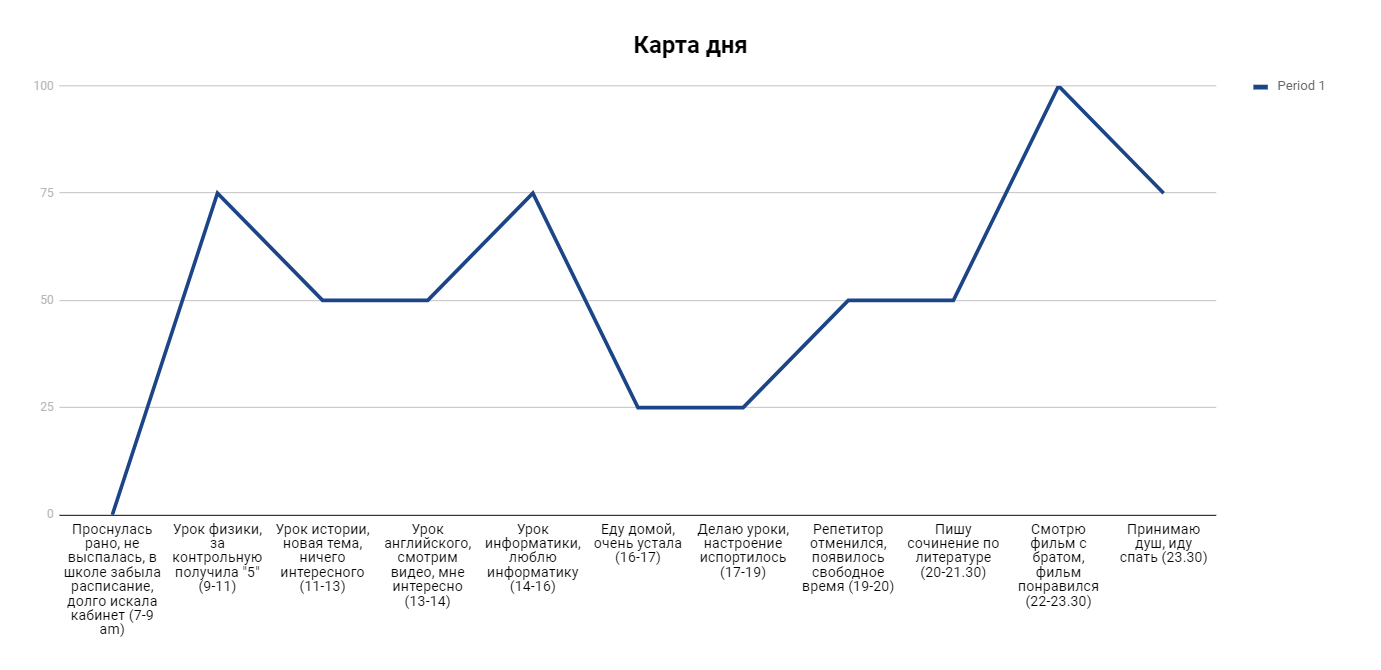 Карта дня
100
75
50
25
0
Period 1
Проснулась
рано, не
выспалась, в
школе забыла
расписание,
долго искала
кабинет (7-9
am)
Урок физики,
за
контрольную
получила "5"
(9-11)
Урок истории,
новая тема,
ничего
интересного
(11-13)
Урок
английского,
смотрим
видео, мне
интересно
(13-14)
Урок
информатики,
люблю
информатику
(14-16)
Еду домой,
очень устала
(16-17)
Делаю уроки,
настроение
испортилось
(17-19)
Репетитор
отменился,
появилось
свободное
время (19-20)
Пишу
сочинение по
литературе
(20-21.30)
Смотрю
фильм с
братом,
фильм
понравился
(22-23.30)
Принимаю
душ, иду
спать (23.30)